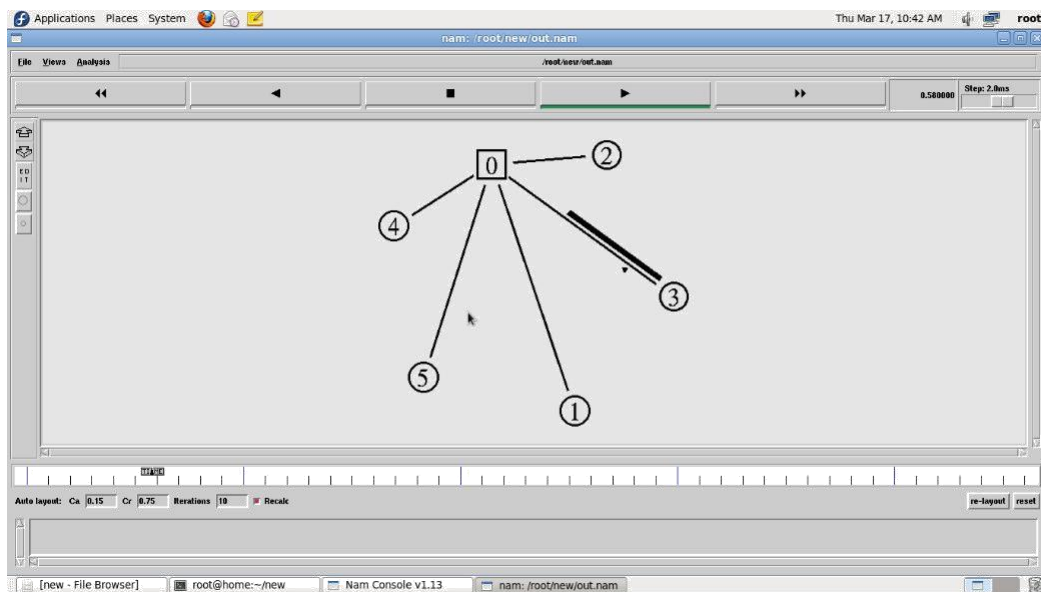 Applications Places System Thu Mar 17, 10:42 AM root
nam: /root/new/out.nam
File Views Analysis /root/new/out.nam
0.580000 Step: 2.0ms
ED
IT
0
2
4
3
5
1
TIME
Auto layout: Ca 0.15 Cr 0.75 Iterations 10 Recalc re-layout reset
[new - File Browser] root@home:~/new Nam Console v1.13 nam: /root/new/out.nam